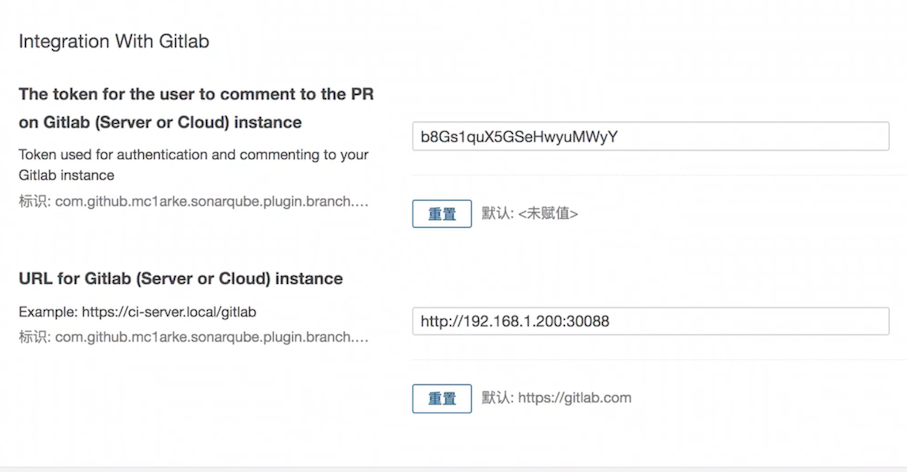 Integration With Gitlab
The token for the user to comment to the PR
on Gitlab (Server or Cloud) instance
b8Gs1quX5GSeHwyuMWyY
Token used for authentication and commenting to your
Gitlab instance
标识: com.github.mc1arke.sonarqube.plugin.branch....
重置 默认: <未赋值>
URL for Gitlab (Server or Cloud) instance
Example: https://ci-server.local/gitlab
http://192.168.1.200:30088
标识: com.github.mc1arke.sonarqube.plugin.branch....
重置 默认: https://gitlab.com